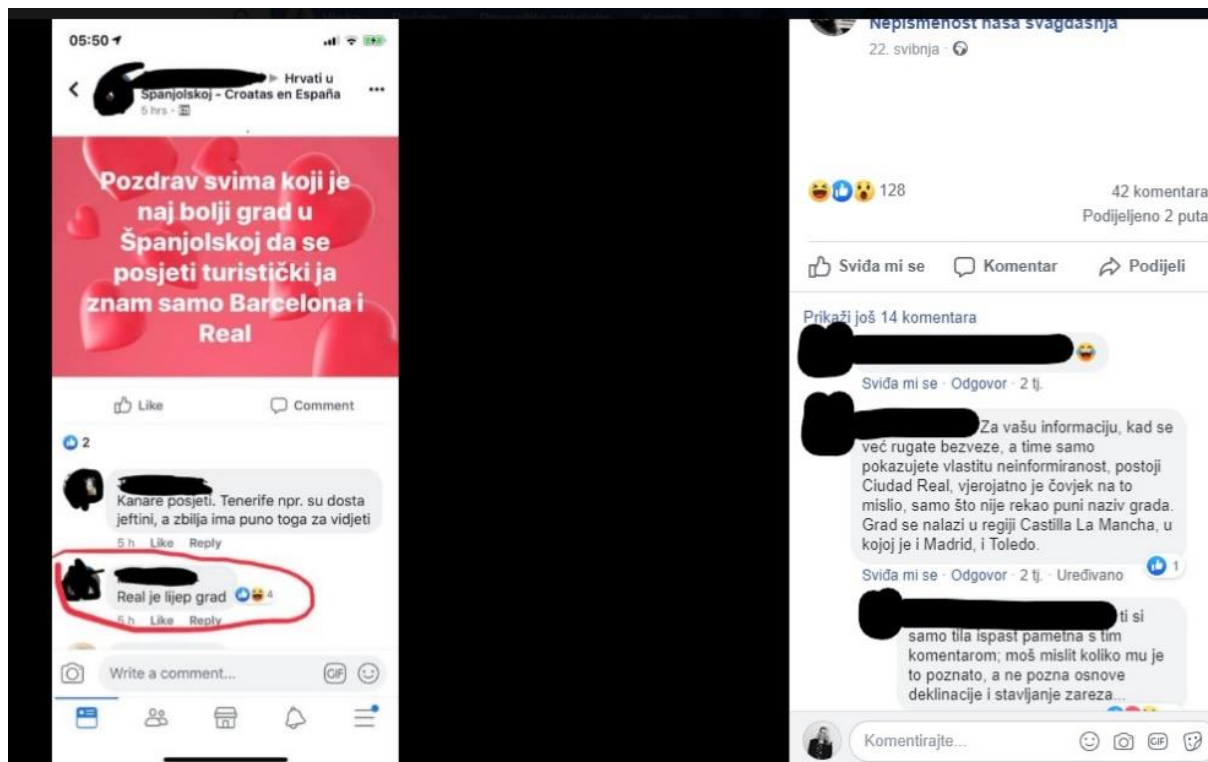 05:50
Hrvati u
Španjolskoj - Croatas en España
5 hrs ·
Pozdrav svima koji je
naj bolji grad u
Španjolskoj da se
posjeti turistički ja
znam samo Barcelona i
Real
Like
Comment
2
Kanare posjeti. Tenerife npr. su dosta
jeftini, a zbilja ima puno toga za vidjeti
5 h Like Reply
Real je lijep grad 4
5 h Like Reply
Write a comment...
GIF
Nepismenost naša svagdašnja
22. svibnja ·
128
42 komentara
Podijeljeno 2 puta
Sviđa mi se
Komentar
Podijeli
Prikaži još 14 komentara
Sviđa mi se · Odgovor · 2 tj.
Za vašu informaciju, kad se
već rugate bezveze, a time samo
pokazujete vlastitu neinformiranost, postoji
Ciudad Real, vjerojatno je čovjek na to
mislio, samo što nije rekao puni naziv grada.
Grad se nalazi u regiji Castilla La Mancha, u
kojoj je i Madrid, i Toledo.
1
Sviđa mi se · Odgovor · 2 tj. · Uređivano
ti si
samo tila ispast pametna s tim
komentarom; moš mislit koliko mu je
to poznato, a ne pozna osnove
deklinacije i stavljanje zareza...
Komentirajte...
GIF